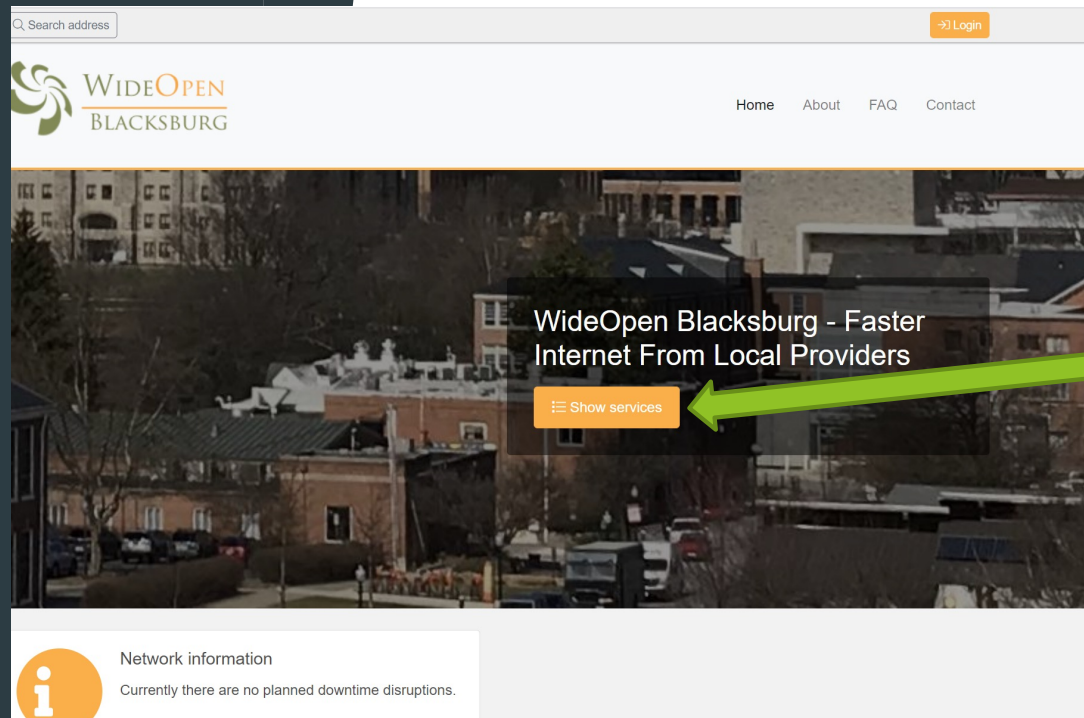 Search address
Login
WIDEOPEN
BLACKSBURG
Home About FAQ Contact
WideOpen Blacksburg - Faster
Internet From Local Providers
Show services
Network information
Currently there are no planned downtime disruptions.